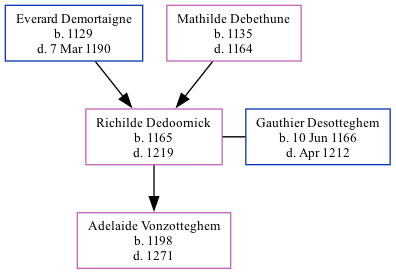 Everard Demortaigne
b. 1129
d. 7 Mar 1190
Mathilde Debethune
b. 1135
d. 1164
Richilde Dedoornick
b. 1165
d. 1219
Gauthier Desotteghem
b. 10 Jun 1166
d. Apr 1212
Adelaide Vonzotteghem
b. 1198
d. 1271